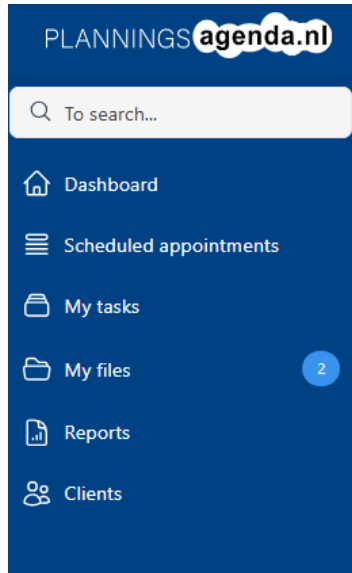 PLANNINGSagenda.nl
To search...
Dashboard
Scheduled appointments
My tasks
My files 2
Reports
Clients